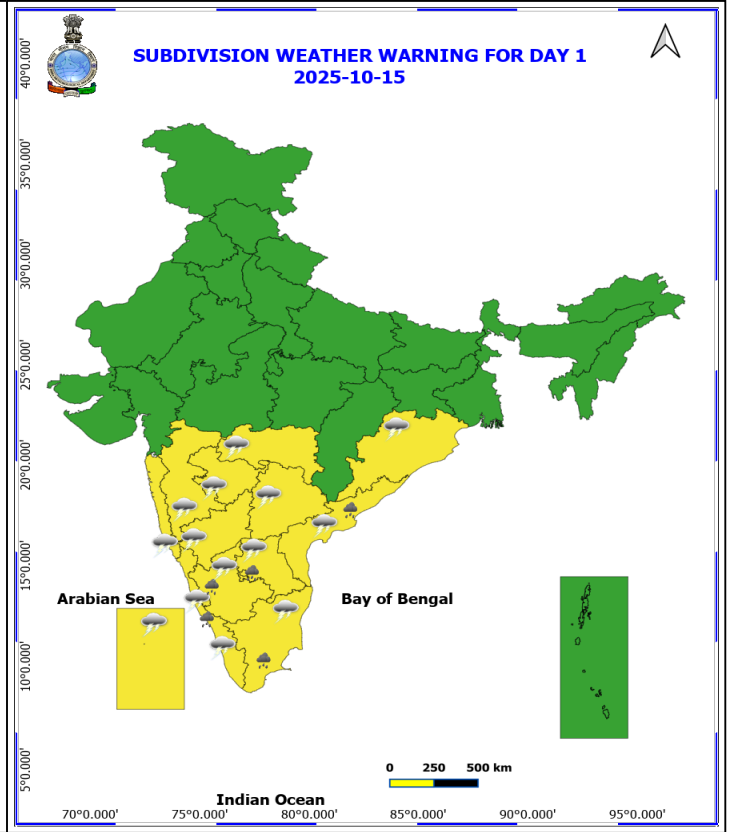 SUBDIVISION WEATHER WARNING FOR DAY 1
2025-10-15
40°0.000'
35°0.000'
30°0.000'
25°0.000'
20°0.000'
15°0.000'
10°0.000'
5°0.000'
Arabian Sea
Bay of Bengal
0 250 500 km
Indian Ocean
70°0.000' 75°0.000' 80°0.000' 85°0.000' 90°0.000' 95°0.000'